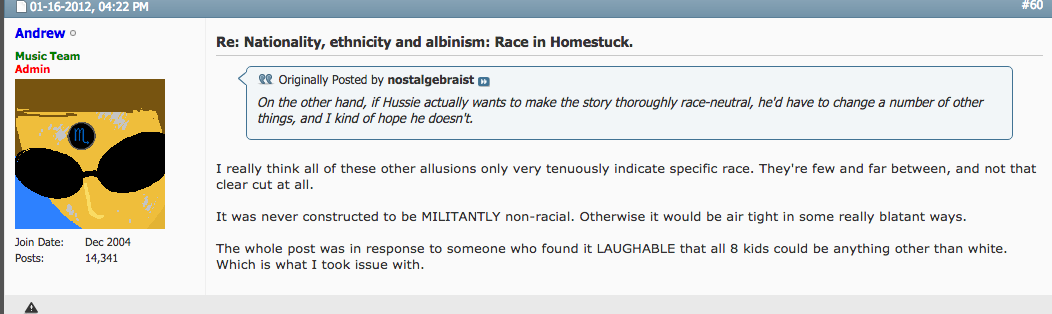 01-16-2012, 04:22 PM
#60
Andrew
Music Team
Admin
♏
Join Date: Dec 2004
Posts: 14,341
Re: Nationality, ethnicity and albinism: Race in Homestuck.
Originally Posted by nostalgebraist
On the other hand, if Hussie actually wants to make the story thoroughly race-neutral, he'd have to change a number of other
things, and I kind of hope he doesn't.
I really think all of these other allusions only very tenuously indicate specific race. They're few and far between, and not that
clear cut at all.
It was never constructed to be MILITANTLY non-racial. Otherwise it would be air tight in some really blatant ways.
The whole post was in response to someone who found it LAUGHABLE that all 8 kids could be anything other than white.
Which is what I took issue with.